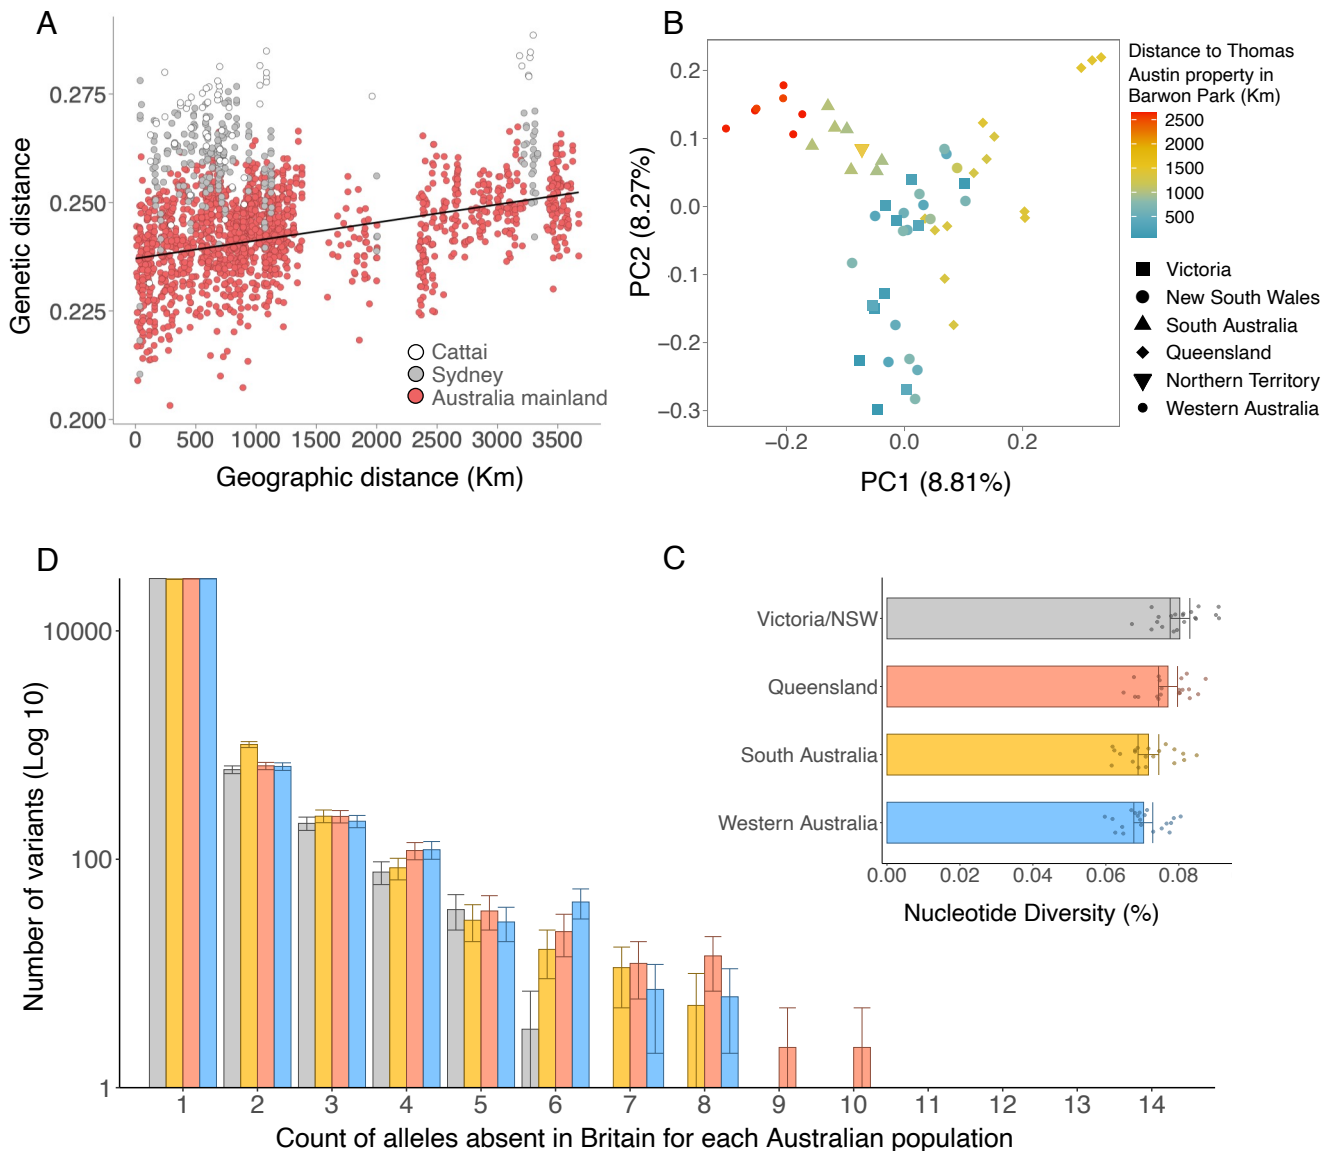 A
0.275
0.250
0.225
0.200
Genetic distance
Cattai
Sydney
Australia mainland
0 500 1000 1500 2000 2500 3000 3500
Geographic distance (Km)
B
0.2
0.1
0.0
-0.1
−0.2
−0.3
PC2 (8.27%)
−0.2 0.0 0.2
PC1 (8.81%)
Distance to Thomas
Austin property in
Barwon Park (Km)
2500
2000
1500
1000
500
Victoria
New South Wales
South Australia
Queensland
Northern Territory
Western Australia
D
10000
100
1
Number of variants (Log 10)
1 2 3 4 5 6 7 8 9 10 11 12 13 14
Count of alleles absent in Britain for each Australian population
C
Victoria/NSW
Queensland
South Australia
Western Australia
0.00 0.02 0.04 0.06 0.08
Nucleotide Diversity (%)